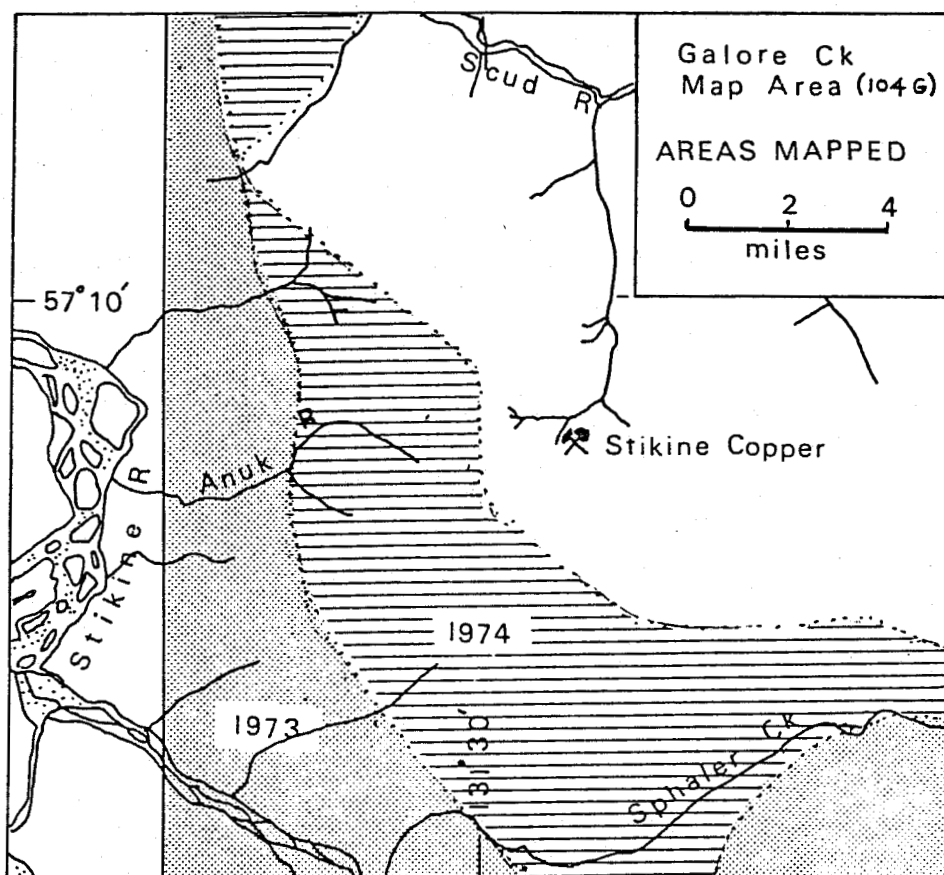 Galore Ck
Map Area (104G)
AREAS MAPPED
0 2 4
miles
Scud R
57°10'
Stikine Copper
Anuk R
Stikine R
1974
1973
131°30'
Sphaler Ck